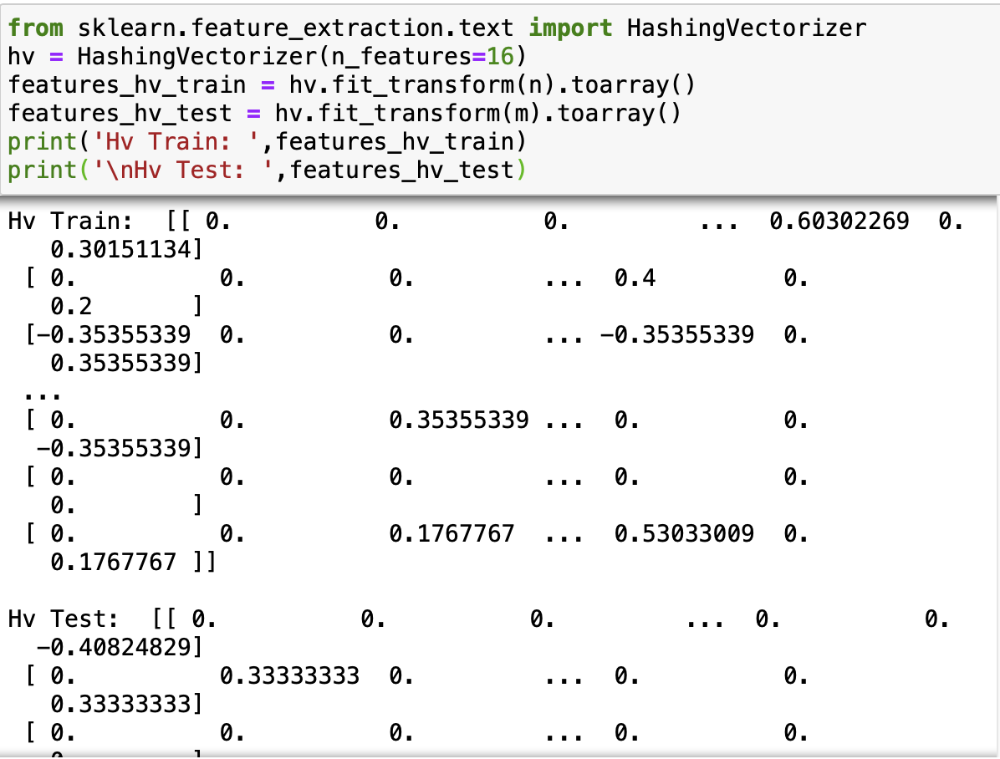 from sklearn.feature_extraction.text import HashingVectorizer
hv = HashingVectorizer(n_features=16)
features_hv_train = hv.fit_transform(n).toarray()
features_hv_test = hv.fit_transform(m).toarray()
print('Hv Train: ',features_hv_train)
print('\nHv Test: ',features_hv_test)
Hv Train:  [[ 0.          0.          0.         ...  0.60302269  0.
   0.30151134]
 [ 0.          0.          0.         ...  0.4         0.
   0.2       ]
 [-0.35355339  0.          0.         ... -0.35355339  0.
   0.35355339]
 ...
 [ 0.          0.          0.35355339 ...  0.          0.
  -0.35355339]
 [ 0.          0.          0.         ...  0.          0.
   0.        ]
 [ 0.          0.          0.1767767  ...  0.53033009  0.
   0.1767767 ]]
Hv Test:  [[ 0.          0.          0.         ...  0.          0.
  -0.40824829]
 [ 0.          0.33333333  0.         ...  0.          0.
   0.33333333]
 [ 0.          0.          0.         ...  0.          0.